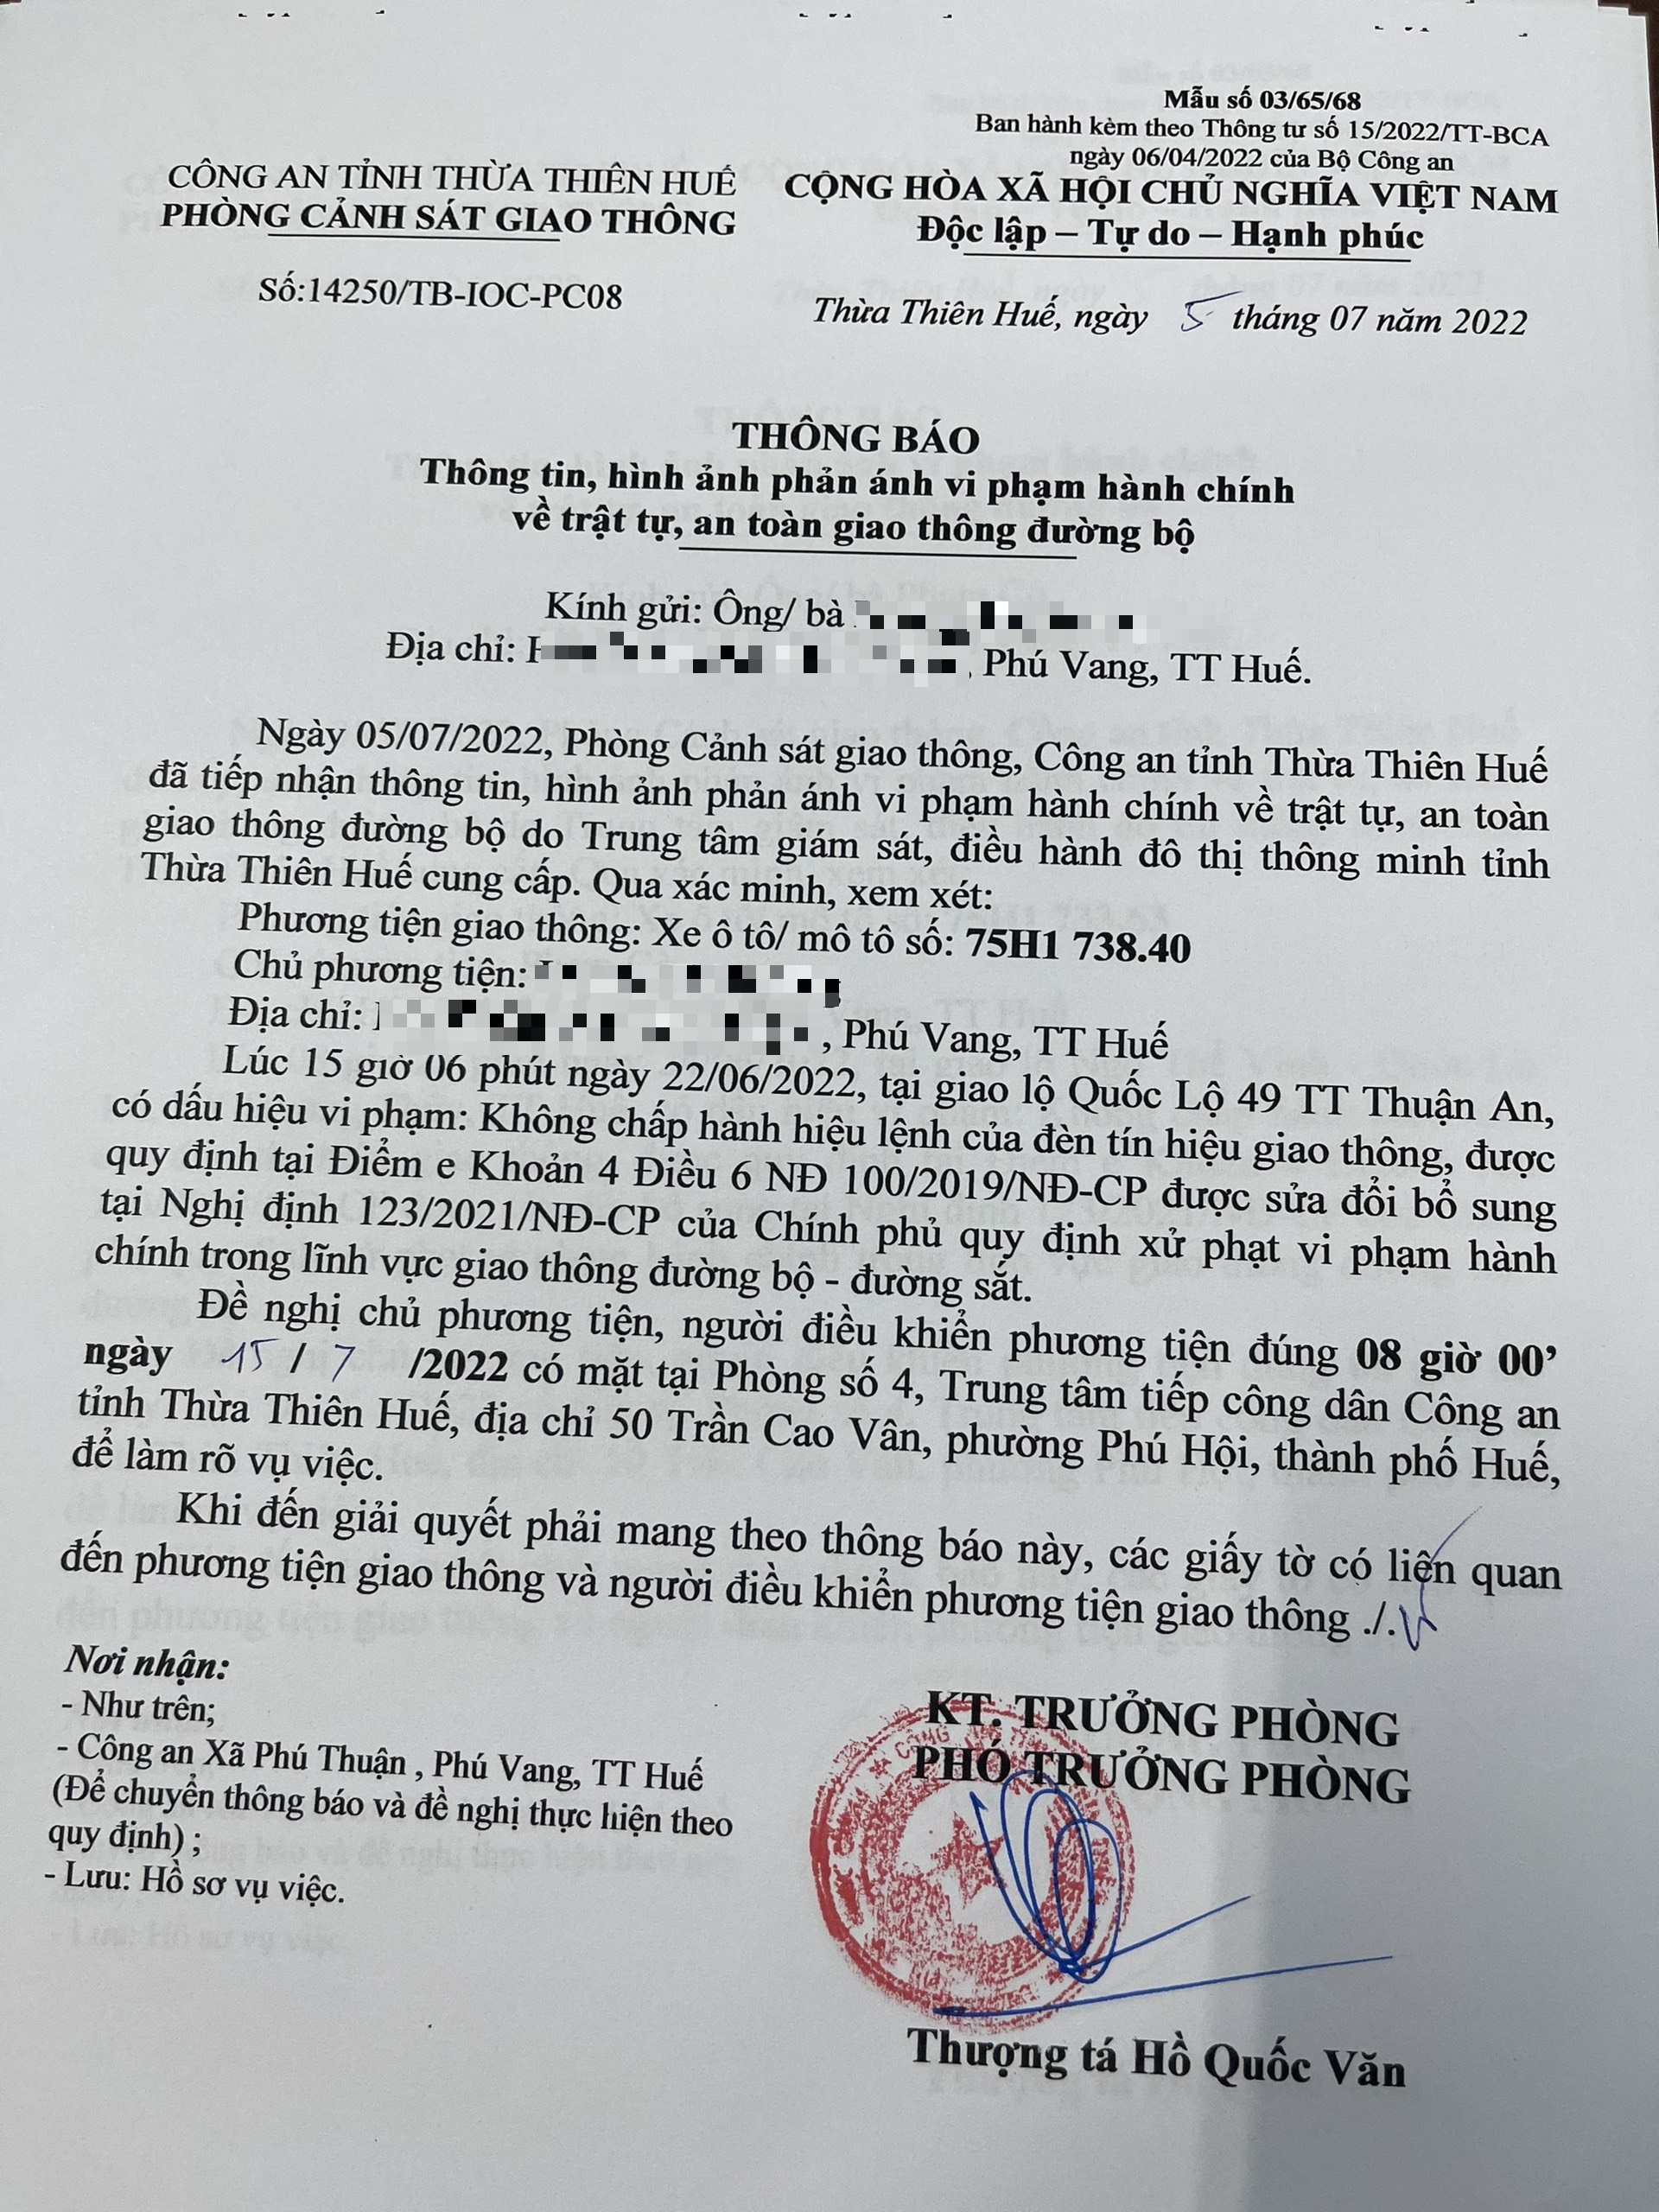 Mẫu số 03/65/68
Ban hành kèm theo Thông tư số 15/2022/TT-BCA
ngày 06/04/2022 của Bộ Công an
CÔNG AN TỈNH THỪA THIÊN HUẾ
PHÒNG CẢNH SÁT GIAO THÔNG
CỘNG HÒA XÃ HỘI CHỦ NGHĨA VIỆT NAM
Độc lập – Tự do – Hạnh phúc
Số:14250/TB-IOC-PC08
Thừa Thiên Huế, ngày 5 tháng 07 năm 2022
THÔNG BÁO
Thông tin, hình ảnh phản ánh vi phạm hành chính
về trật tự, an toàn giao thông đường bộ
Kính gửi: Ông/ bà
Địa chỉ: , Phú Vang, TT Huế.
Ngày 05/07/2022, Phòng Cảnh sát giao thông, Công an tỉnh Thừa Thiên Huế
đã tiếp nhận thông tin, hình ảnh phản ánh vi phạm hành chính về trật tự, an toàn
giao thông đường bộ do Trung tâm giám sát, điều hành đô thị thông minh tỉnh
Thừa Thiên Huế cung cấp. Qua xác minh, xem xét:
Phương tiện giao thông: Xe ô tô/ mô tô số: 75H1 738.40
Chủ phương tiện:
Địa chỉ: , Phú Vang, TT Huế
Lúc 15 giờ 06 phút ngày 22/06/2022, tại giao lộ Quốc Lộ 49 TT Thuận An,
có dấu hiệu vi phạm: Không chấp hành hiệu lệnh của đèn tín hiệu giao thông, được
quy định tại Điểm e Khoản 4 Điều 6 NĐ 100/2019/NĐ-CP được sửa đổi bổ sung
tại Nghị định 123/2021/NĐ-CP của Chính phủ quy định xử phạt vi phạm hành
chính trong lĩnh vực giao thông đường bộ - đường sắt.
Đề nghị chủ phương tiện, người điều khiển phương tiện đúng 08 giờ 00’
ngày 15 / 7 /2022 có mặt tại Phòng số 4, Trung tâm tiếp công dân Công an
tỉnh Thừa Thiên Huế, địa chỉ 50 Trần Cao Vân, phường Phú Hội, thành phố Huế,
để làm rõ vụ việc.
Khi đến giải quyết phải mang theo thông báo này, các giấy tờ có liên quan
đến phương tiện giao thông và người điều khiển phương tiện giao thông ./.
Nơi nhận:
- Như trên;
- Công an Xã Phú Thuận , Phú Vang, TT Huế
(Để chuyển thông báo và đề nghị thực hiện theo
quy định) ;
- Lưu: Hồ sơ vụ việc.
KT. TRƯỞNG PHÒNG
PHÓ TRƯỞNG PHÒNG
Thượng tá Hồ Quốc Văn